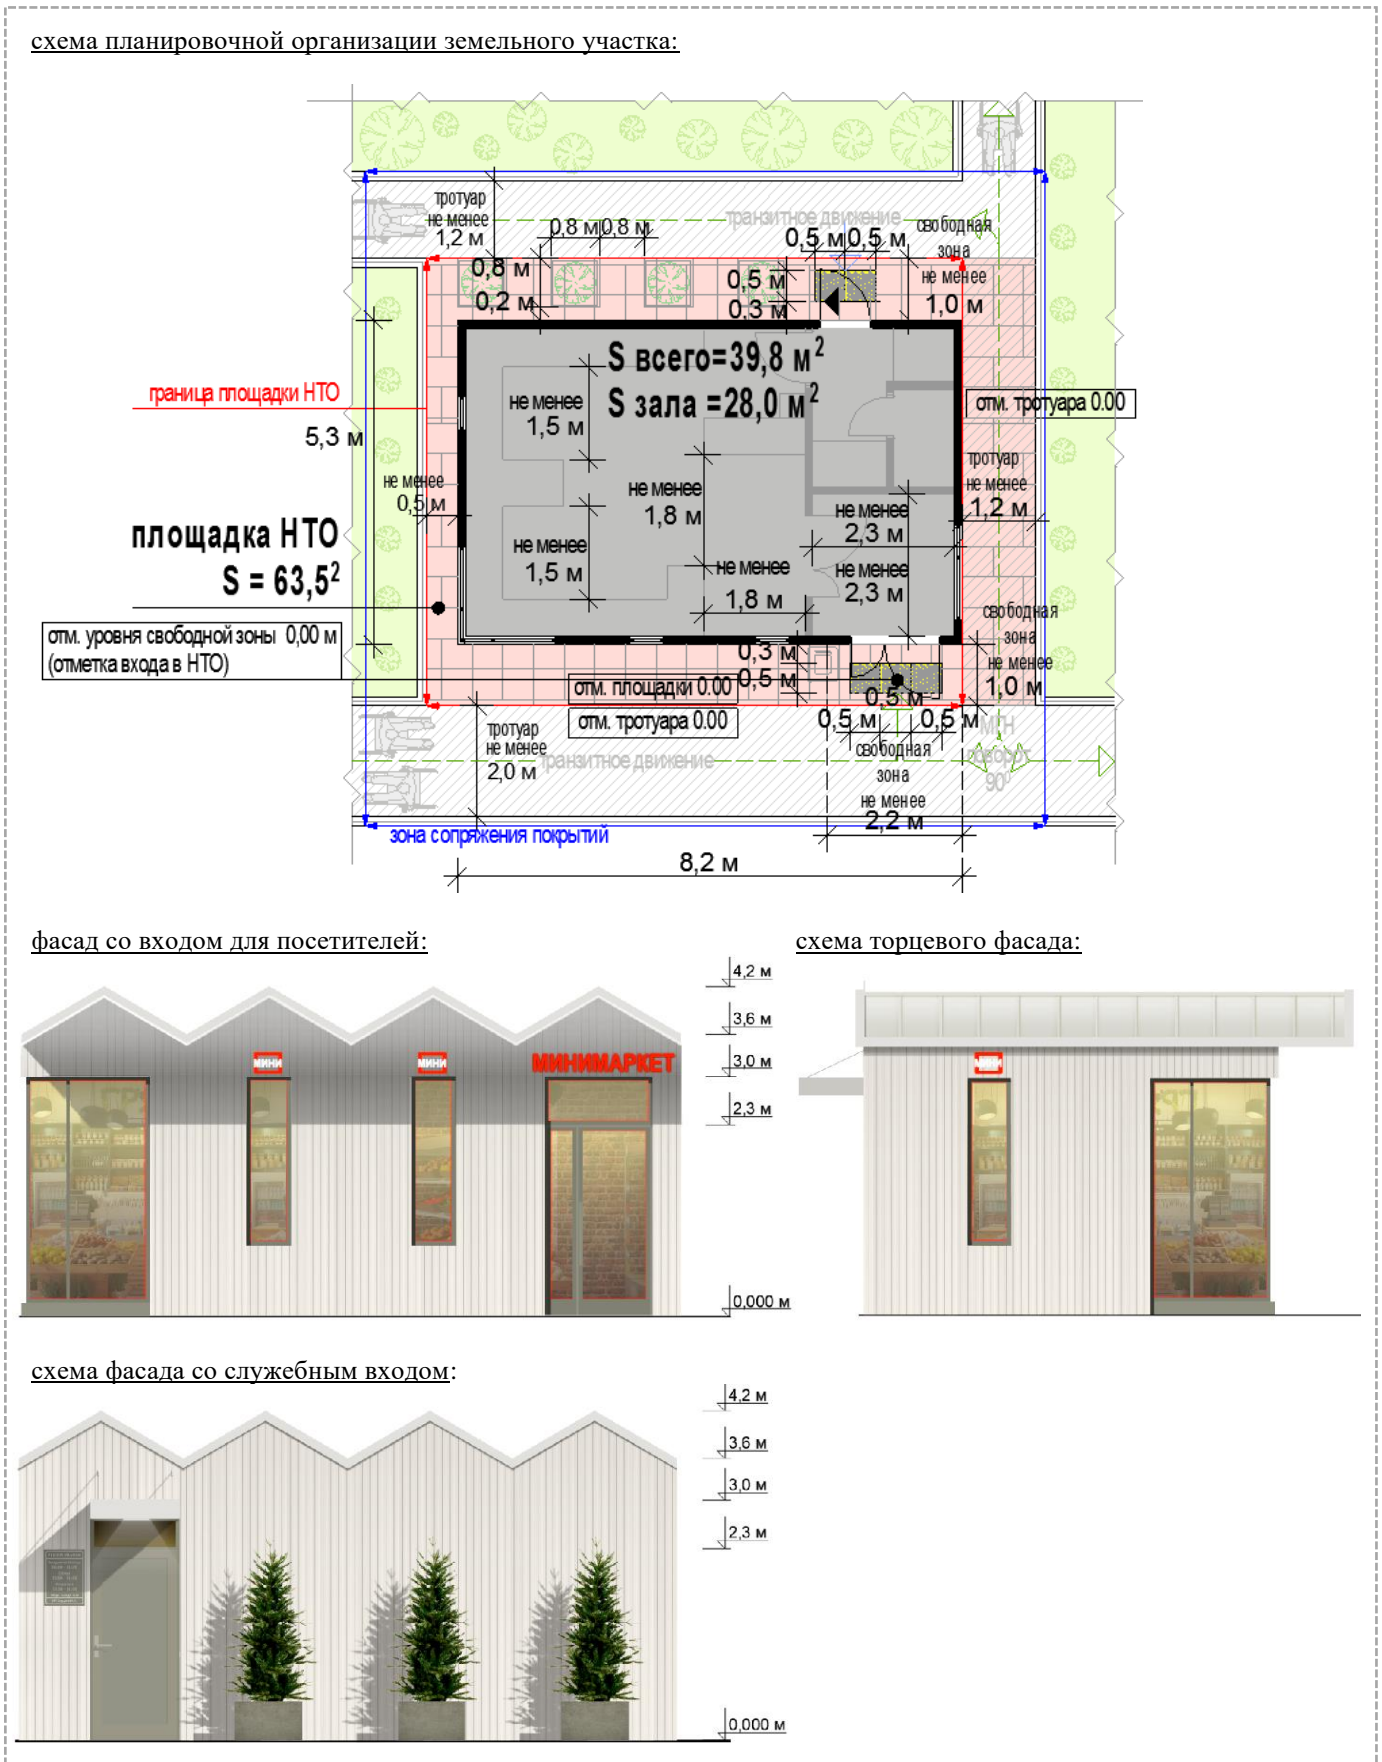 схема планировочной организации земельного участка:
тротуар
не менее
1,2 м
транзитное движение
свободная
зона
не менее
1,0 м
0,8 м
0,8 м
0,5 м
0,5 м
0,8 м
0,2 м
0,5 м
0,3 м
S всего=39,8 м²
S зала =28,0 м²
граница площадки НТО
5,3 м
не менее
1,5 м
отм. тротуара 0.00
не менее
0,5 м
не менее
1,8 м
тротуар
не менее
1,2 м
не менее
2,3 м
площадка НТО
S = 63,5²
не менее
1,5 м
не менее
1,8 м
не менее
2,3 м
отм. уровня свободной зоны 0,00 м
(отметка входа в НТО)
свободная
зона
не менее
1,0 м
0,3 м
0,5 м
отм. площадки 0.00
отм. тротуара 0.00
0,5 м
0,5 м
0,5 м
тротуар
не менее
2,0 м
транзитное движение
МГН
поворот
90⁰
свободная
зона
не менее
2,2 м
зона сопряжения покрытий
8,2 м
фасад со входом для посетителей:
схема торцевого фасада:
4,2 м
3,6 м
3,0 м
2,3 м
0,000 м
МИНИ
МИНИ
МИНИМАРКЕТ
МИНИ
схема фасада со служебным входом:
4,2 м
3,6 м
3,0 м
2,3 м
0,000 м